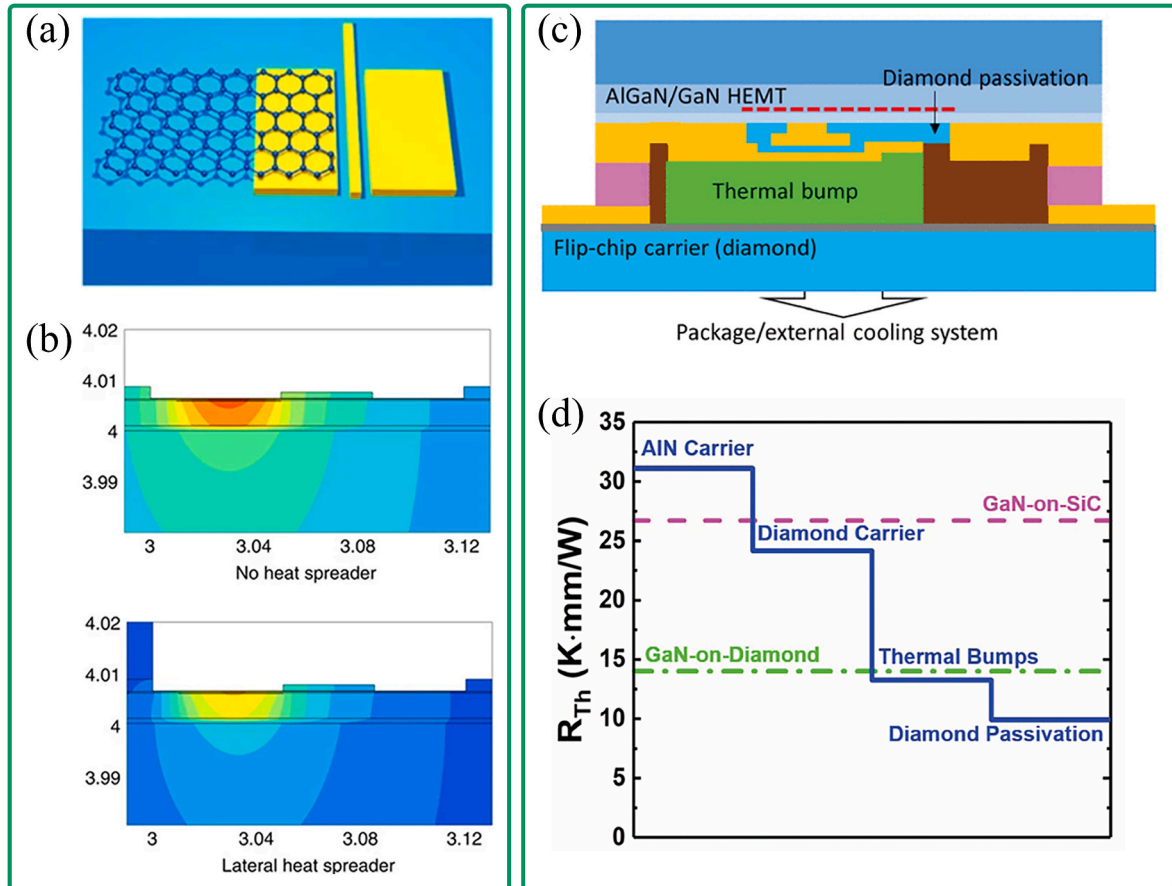 (a)
(b)
4.02
4.01
4
3.99
3 3.04 3.08 3.12
No heat spreader
4.02
4.01
4
3.99
3 3.04 3.08 3.12
Lateral heat spreader
(c)
Diamond passivation
AlGaN/GaN HEMT
Thermal bump
Flip-chip carrier (diamond)
Package/external cooling system
(d)
R_Th (K·mm/W)
35
30
25
20
15
10
5
0
AlN Carrier
GaN-on-SiC
Diamond Carrier
GaN-on-Diamond
Thermal Bumps
Diamond Passivation